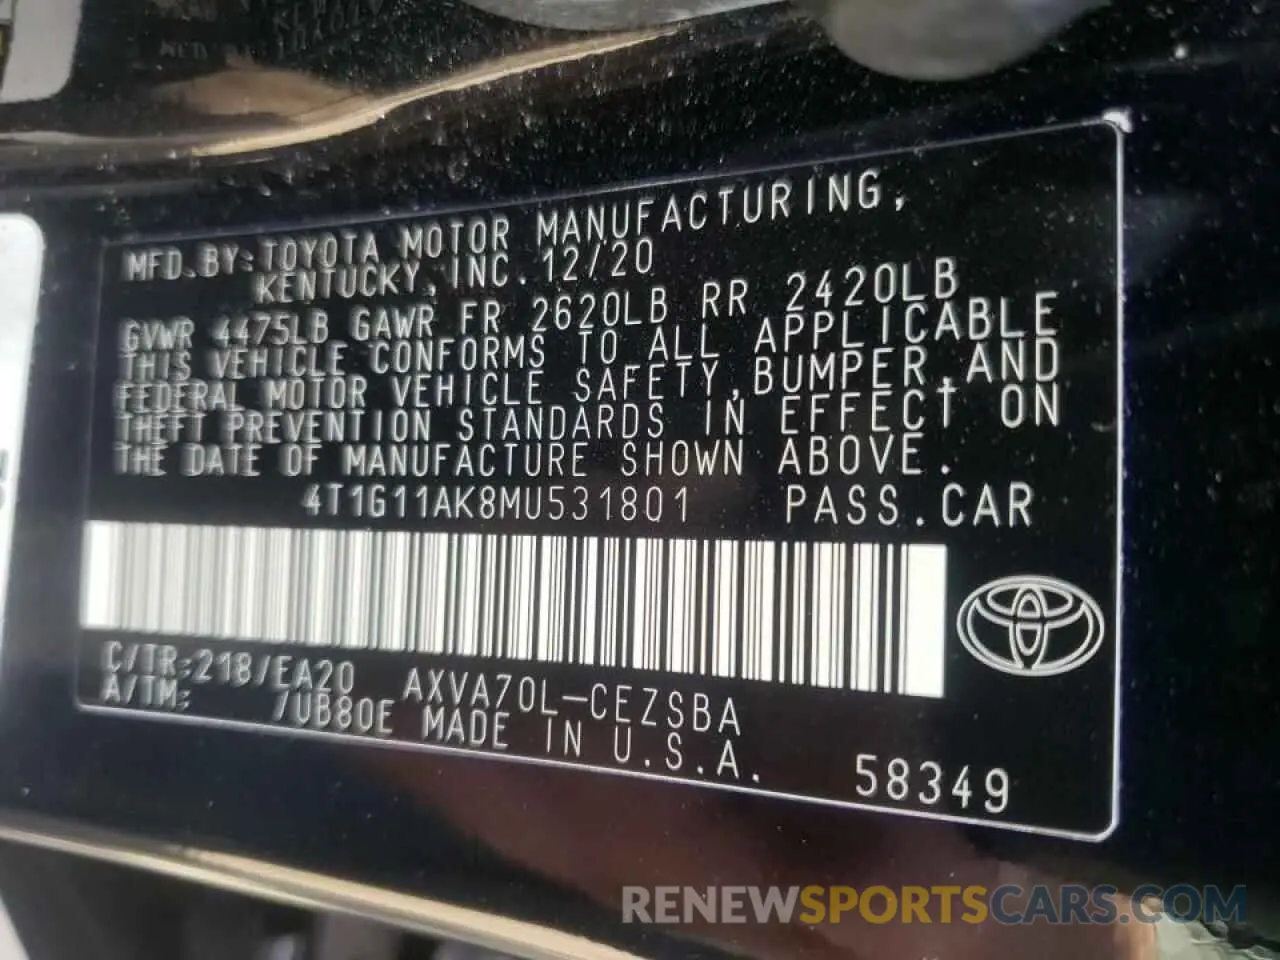 MFD.BY:TOYOTA MOTOR MANUFACTURING,
KENTUCKY,INC.12/20
GVWR 4475LB GAWR FR 2620LB RR 2420LB
THIS VEHICLE CONFORMS TO ALL APPLICABLE
FEDERAL MOTOR VEHICLE SAFETY,BUMPER,AND
THEFT PREVENTION STANDARDS IN EFFECT ON
THE DATE OF MANUFACTURE SHOWN ABOVE.
4T1G11AK8MU531801 PASS.CAR
C/TR:218/EA20 AXVA70L-CEZSBA
A/TM: /UB80E MADE IN U.S.A.
58349
RENEWSPORTSCARS.COM